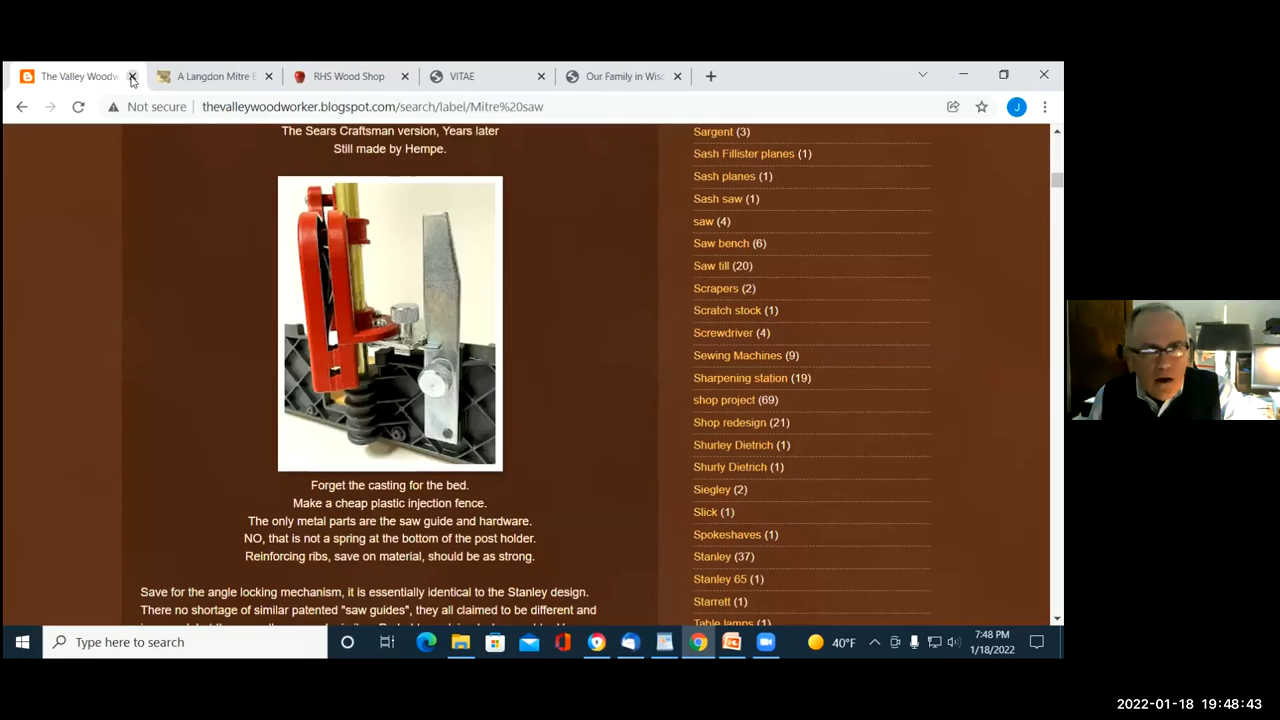 The Valley Woodw
A Langdon Mitre B
RHS Wood Shop
VITAE
Our Family in Wisc
Not secure
thevalleywoodworker.blogspot.com/search/label/Mitre%20saw
J
The Sears Craftsman version, Years later
Still made by Hempe.
Forget the casting for the bed.
Make a cheap plastic injection fence.
The only metal parts are the saw guide and hardware.
NO, that is not a spring at the bottom of the post holder.
Reinforcing ribs, save on material, should be as strong.
Save for the angle locking mechanism, it is essentially identical to the Stanley design.
There no shortage of similar patented "saw guides", they all claimed to be different and
Sargent (3)
Sash Fillister planes (1)
Sash planes (1)
Sash saw (1)
saw (4)
Saw bench (6)
Saw till (20)
Scrapers (2)
Scratch stock (1)
Screwdriver (4)
Sewing Machines (9)
Sharpening station (19)
shop project (69)
Shop redesign (21)
Shurley Dietrich (1)
Shurly Dietrich (1)
Siegley (2)
Slick (1)
Spokeshaves (1)
Stanley (37)
Stanley 65 (1)
Starrett (1)
Table lamps (1)
Type here to search
40°F
7:48 PM
1/18/2022
2022-01-18 19:48:43